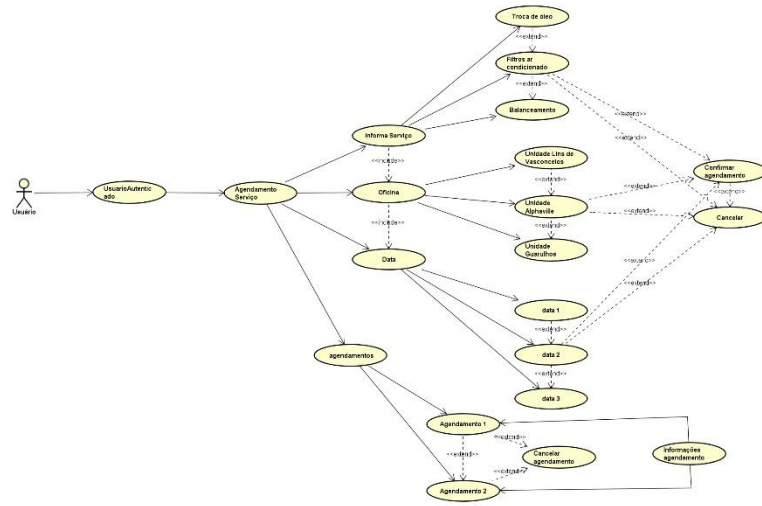 Troca de óleo
<<extend>>
Filtros ar
condicionado
<<extend>>
Balanceamento
Informa Serviço
<<include>>
Unidade Lins de
Vasconcelos
<<extend>>
<<extend>>
<<extend>>
Confirmar
agendamento
Usuário
UsuarioAutentic
ado
Agendamento
Serviço
Oficina
Unidade
Alphaville
<<extend>>
<<extend>>
<<extend>>
Cancelar
<<include>>
<<extend>>
Unidade
Guarulhos
Data
<<extend>>
<<extend>>
data 1
<<extend>>
agendamentos
data 2
<<extend>>
data 3
Agendamento 1
<<extend>>
<<extend>>
Cancelar
agendamento
Informações
agendamento
<<extend>>
Agendamento 2